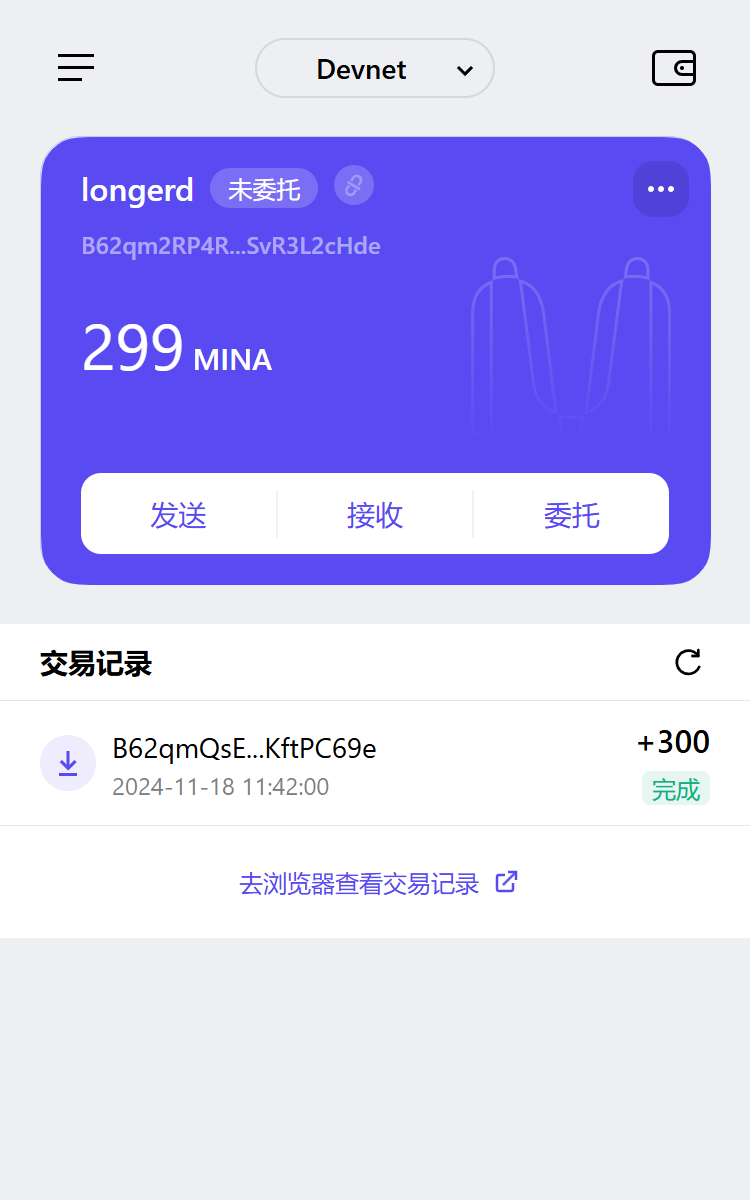 Devnet
longerd 未委托
B62qm2RP4R...SvR3L2cHde
299 MINA
发送 接收 委托
交易记录
B62qmQsE...KftPC69e +300
2024-11-18 11:42:00 完成
去浏览器查看交易记录